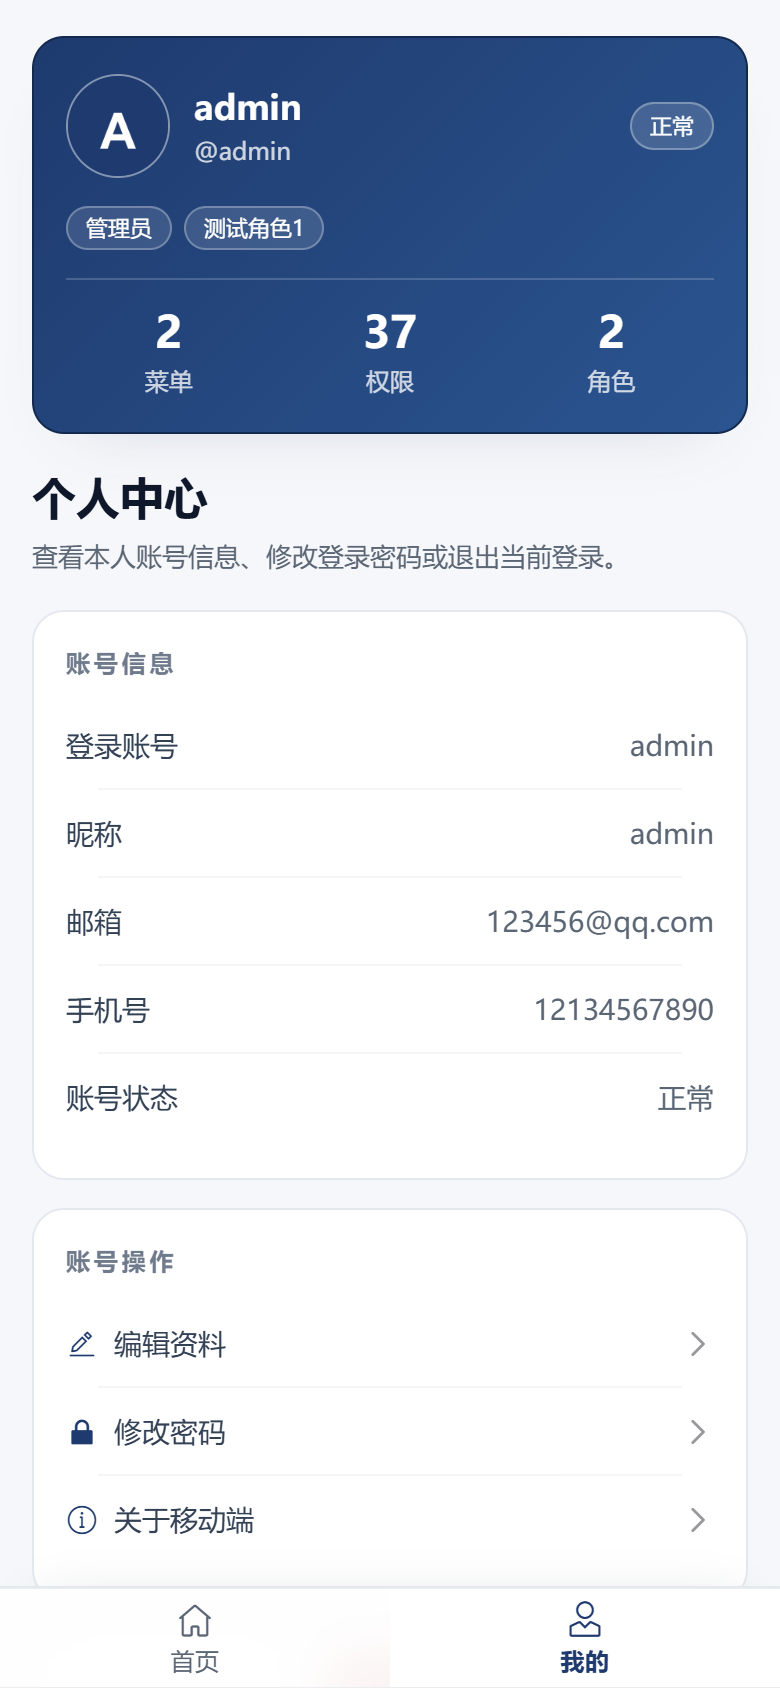 A
admin
@admin
正常
管理员 测试角色1
2 37 2
菜单 权限 角色
个人中心
查看本人账号信息、修改登录密码或退出当前登录。
账号信息
登录账号 admin
昵称 admin
邮箱 123456@qq.com
手机号 12134567890
账号状态 正常
账号操作
编辑资料
修改密码
关于移动端
首页 我的